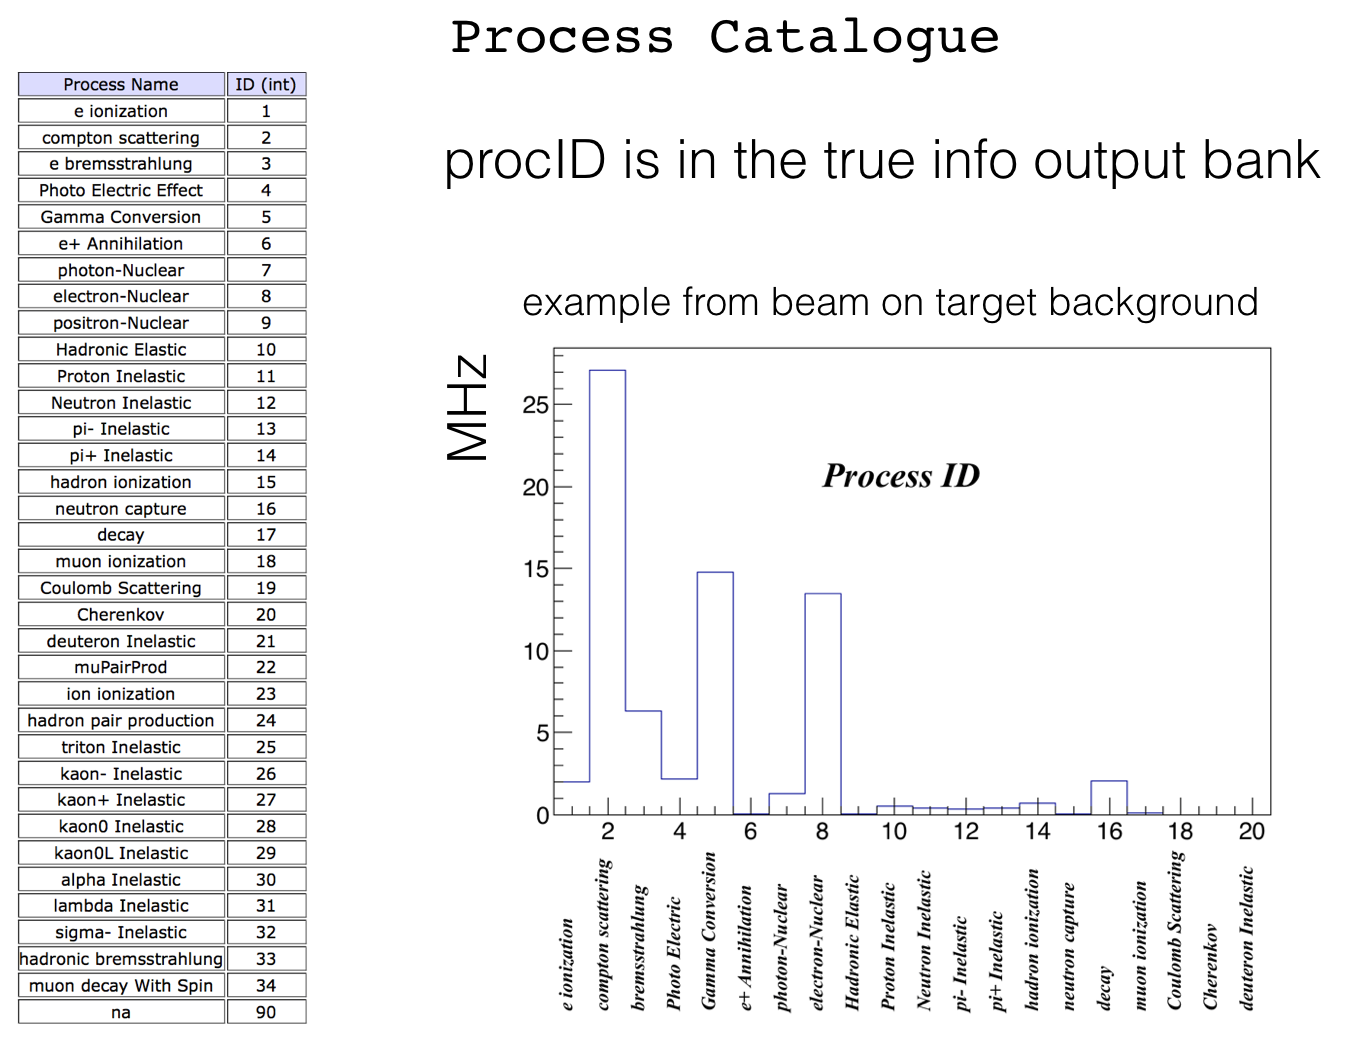 Process Catalogue
Process Name ID (int)
e ionization 1
compton scattering 2
e bremsstrahlung 3
Photo Electric Effect 4
Gamma Conversion 5
e+ Annihilation 6
photon-Nuclear 7
electron-Nuclear 8
positron-Nuclear 9
Hadronic Elastic 10
Proton Inelastic 11
Neutron Inelastic 12
pi- Inelastic 13
pi+ Inelastic 14
hadron ionization 15
neutron capture 16
decay 17
muon ionization 18
Coulomb Scattering 19
Cherenkov 20
deuteron Inelastic 21
muPairProd 22
ion ionization 23
hadron pair production 24
triton Inelastic 25
kaon- Inelastic 26
kaon+ Inelastic 27
kaon0 Inelastic 28
kaon0L Inelastic 29
alpha Inelastic 30
lambda Inelastic 31
sigma- Inelastic 32
hadronic bremsstrahlung 33
muon decay With Spin 34
na 90
procID is in the true info output bank
example from beam on target background
MHz
Process ID
25
20
15
10
5
0
2 4 6 8 10 12 14 16 18 20
e ionization
compton scattering
bremsstrahlung
Photo Electric
Gamma Conversion
e+ Annihilation
photon-Nuclear
electron-Nuclear
Hadronic Elastic
Proton Inelastic
Neutron Inelastic
pi- Inelastic
pi+ Inelastic
hadron ionization
neutron capture
decay
muon ionization
Coulomb Scattering
Cherenkov
deuteron Inelastic